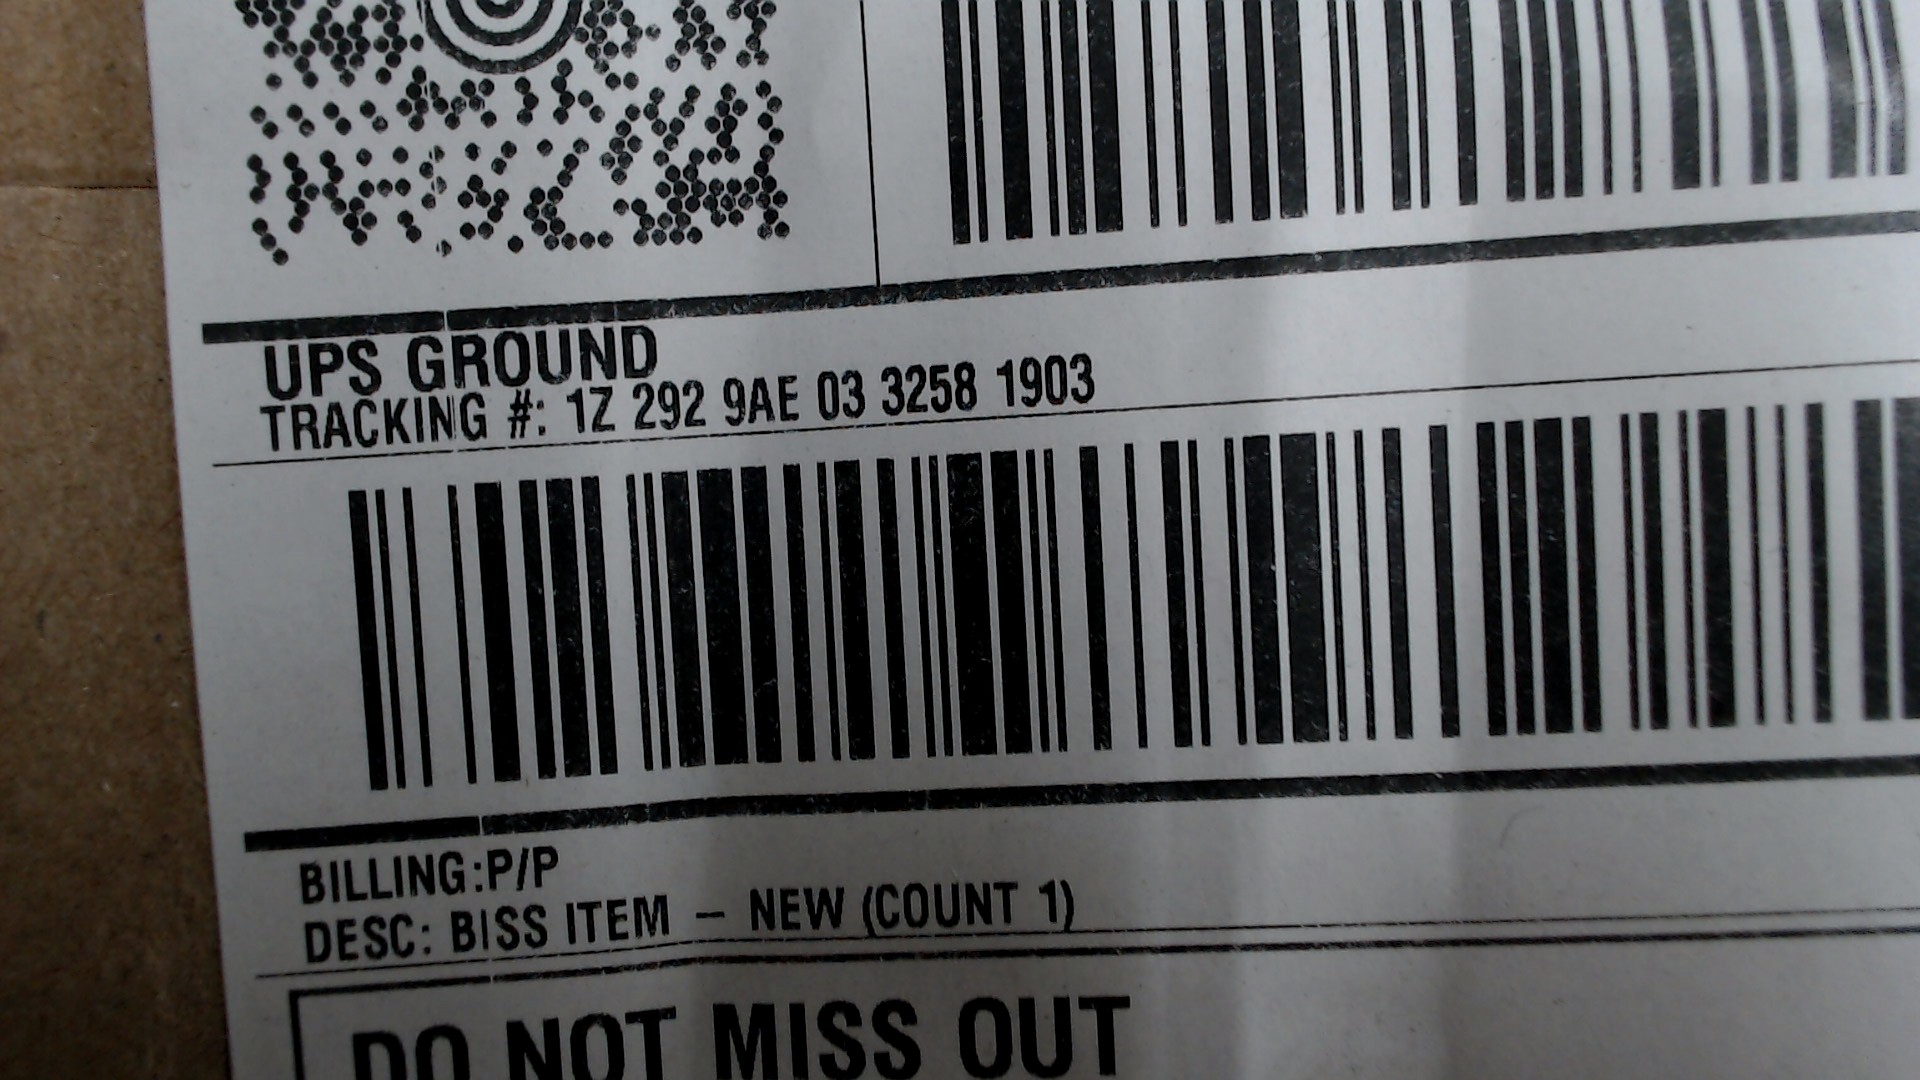 UPS GROUND
TRACKING #: 1Z 292 9AE 03 3258 1903
BILLING:P/P
DESC: BISS ITEM - NEW (COUNT 1)
DO NOT MISS OUT